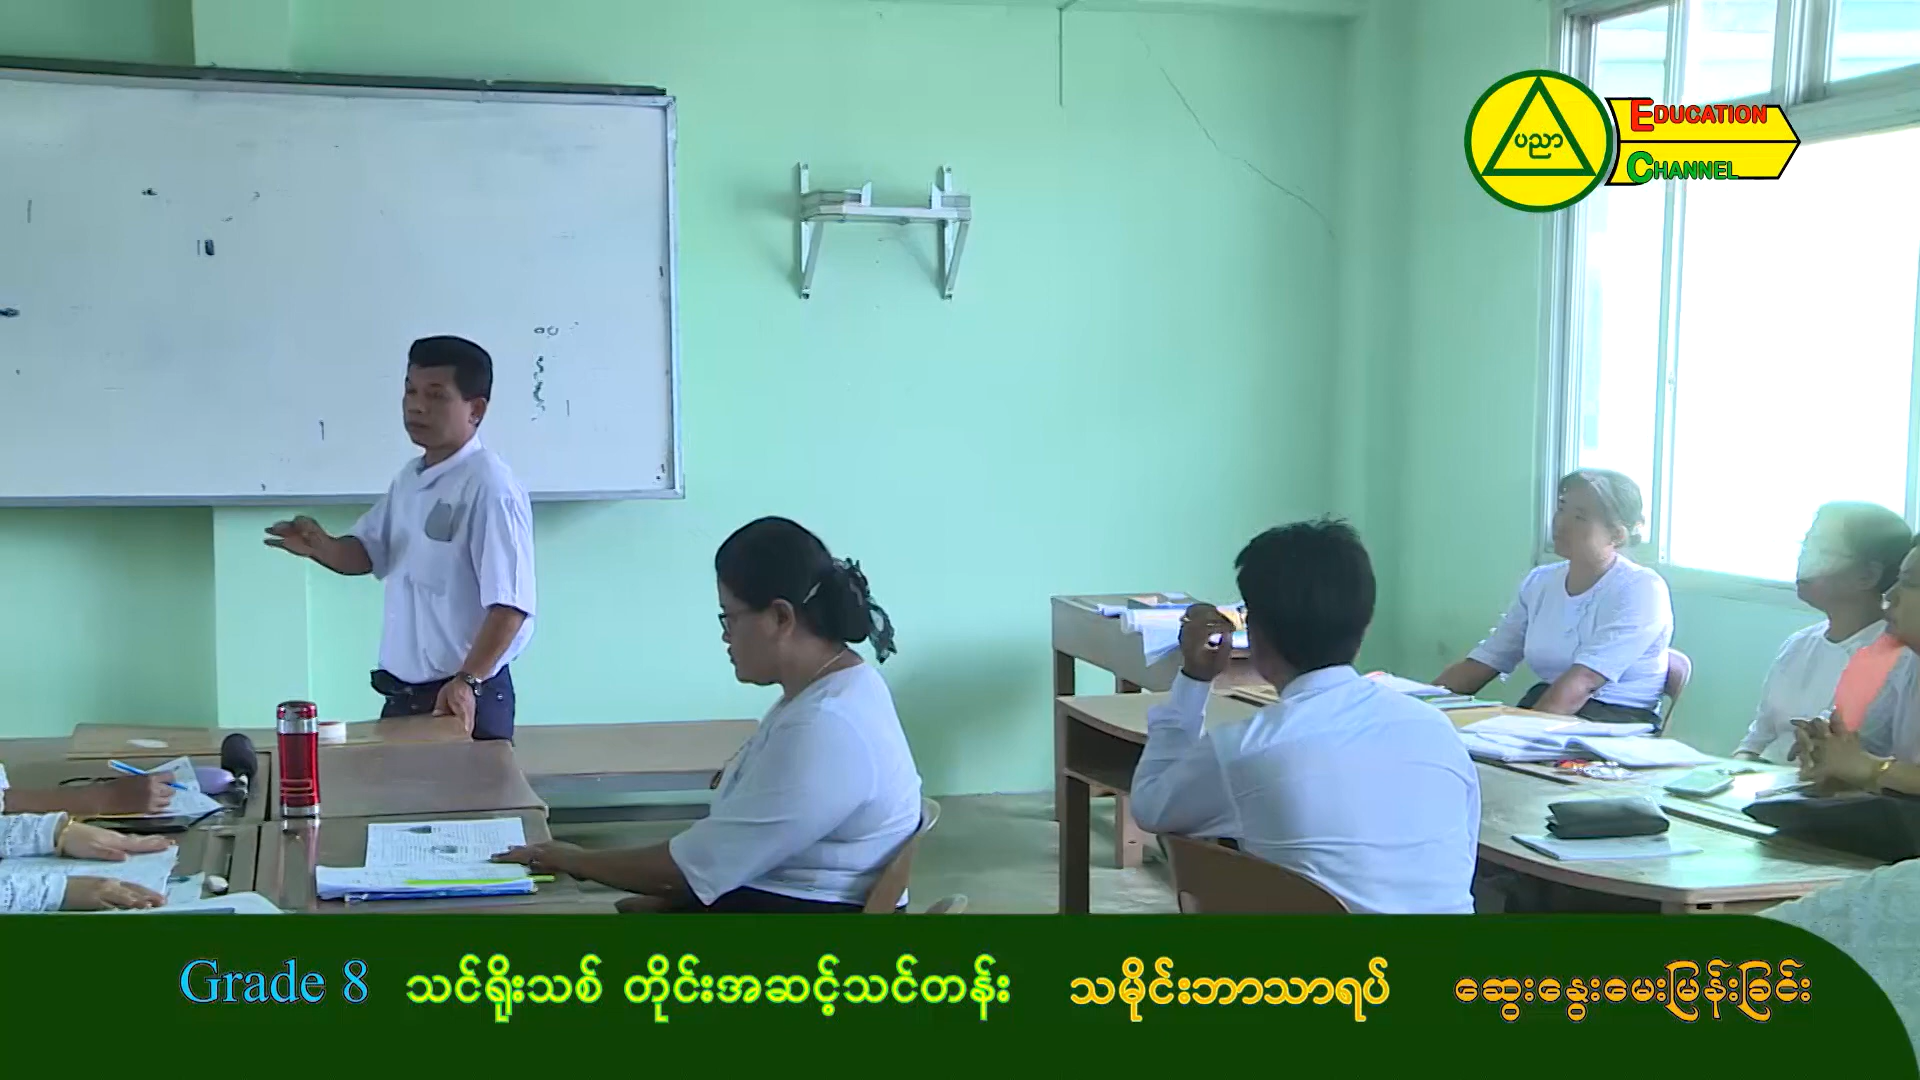 ပညာ
EDUCATION
CHANNEL
Grade 8 သင်ရိုးသစ် တိုင်းအဆင့်သင်တန်း သမိုင်းဘာသာရပ် ဆွေးနွေးမေးမြန်းခြင်း